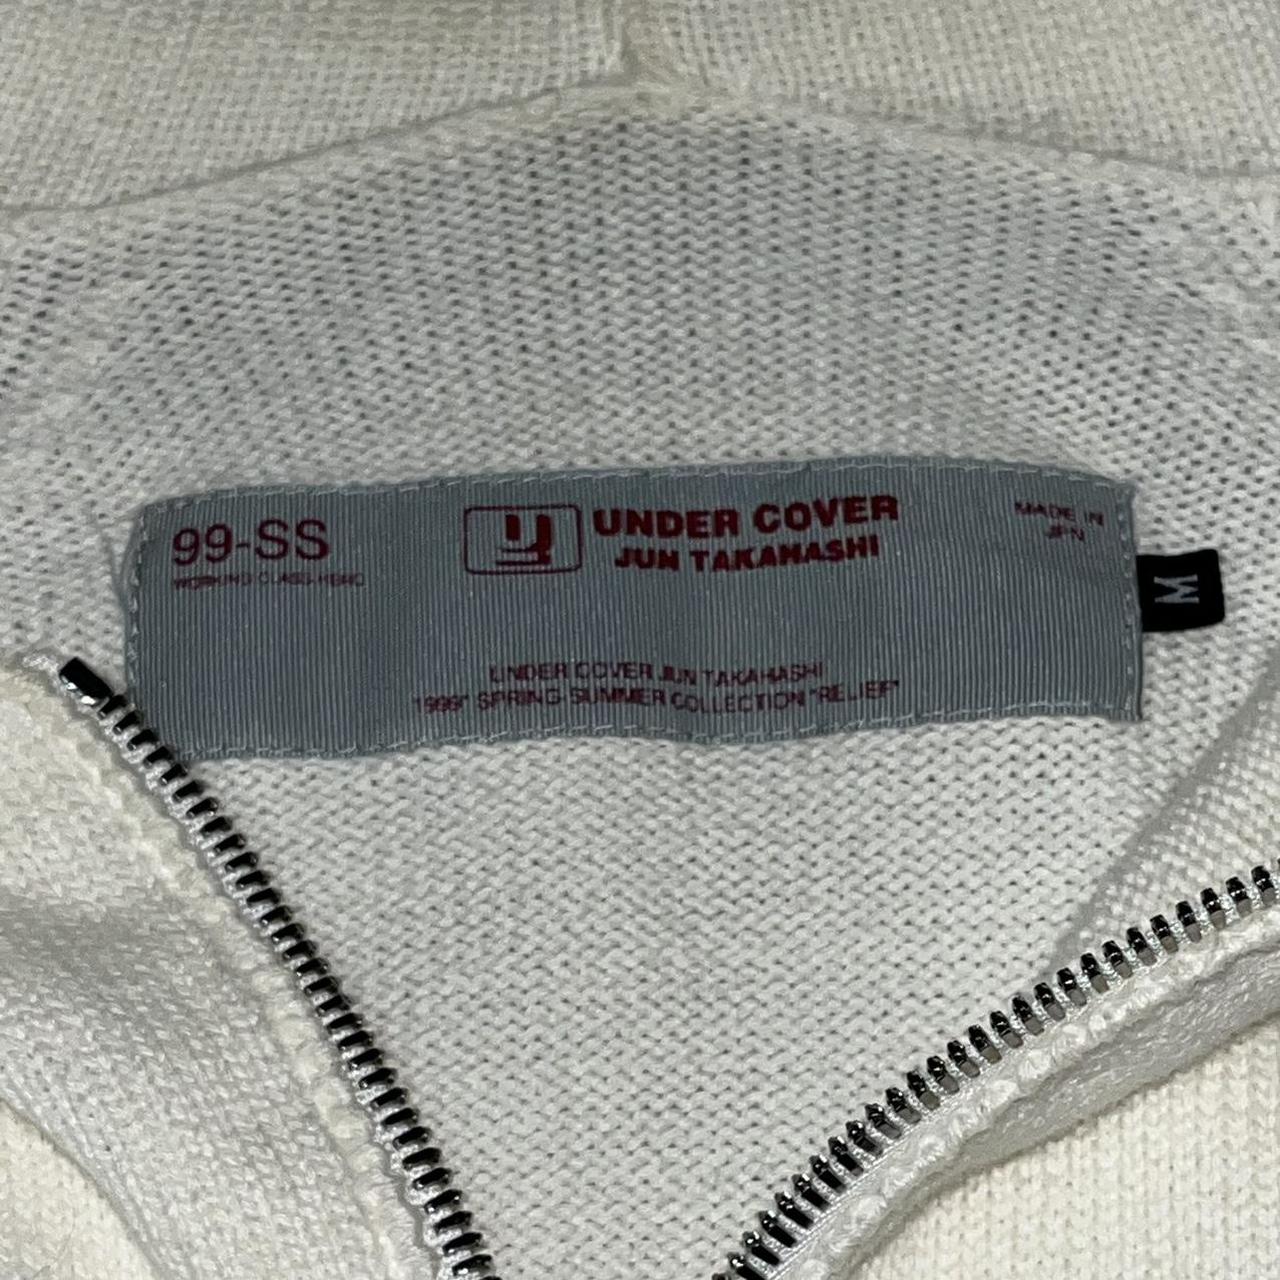 99-SS
WORKING CLASS HERO
U
UNDER COVER
JUN TAKAHASHI
MADE IN
JPN
M
UNDER COVER JUN TAKAHASHI
1999" SPRING-SUMMER COLLECTION "RELIEF"